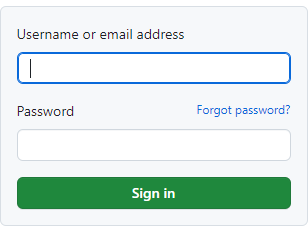 Username or email address
Password Forgot password?
Sign in